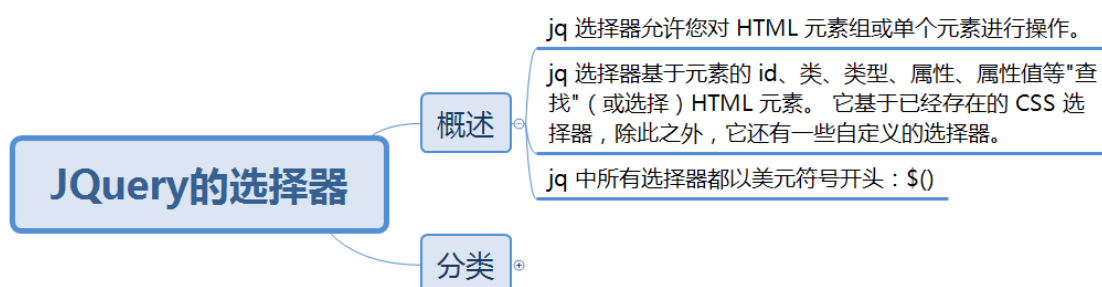 jq 选择器允许您对 HTML 元素组或单个元素进行操作。
jq 选择器基于元素的 id、类、类型、属性、属性值等"查
找"（或选择）HTML 元素。 它基于已经存在的 CSS 选
择器，除此之外，它还有一些自定义的选择器。
概述
jq 中所有选择器都以美元符号开头：$()
JQuery的选择器
分类